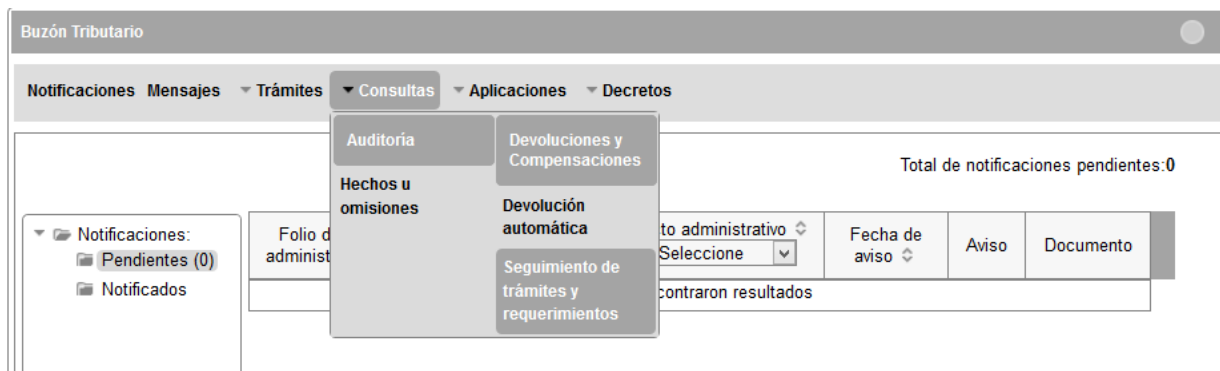 Buzón Tributario
Notificaciones Mensajes Trámites Consultas Aplicaciones Decretos
Auditoría
Hechos u
omisiones
Devoluciones y
Compensaciones
Devolución
automática
Seguimiento de
trámites y
requerimientos
Total de notificaciones pendientes:0
Notificaciones:
Pendientes (0)
Notificados
Folio d
administ
to administrativo
Seleccione
Fecha de
aviso
Aviso
Documento
contraron resultados